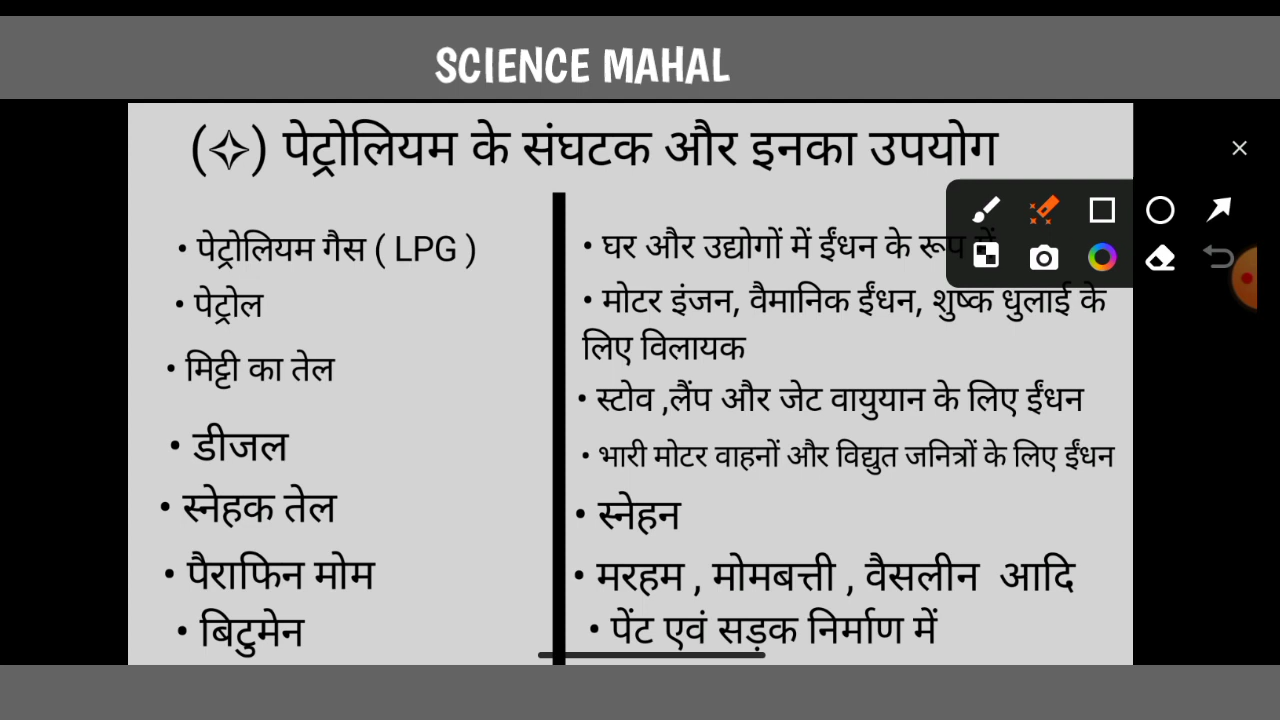 SCIENCE MAHAL
(✧) पेट्रोलियम के संघटक और इनका उपयोग
• पेट्रोलियम गैस ( LPG )
• घर और उद्योगों में ईंधन के रूप में
• पेट्रोल
• मोटर इंजन, वैमानिक ईंधन, शुष्क धुलाई के
लिए विलायक
• मिट्टी का तेल
• स्टोव ,लैंप और जेट वायुयान के लिए ईंधन
• डीजल
• भारी मोटर वाहनों और विद्युत जनित्रों के लिए ईंधन
• स्नेहक तेल
• स्नेहन
• पैराफिन मोम
• मरहम , मोमबत्ती , वैसलीन आदि
• बिटुमेन
• पेंट एवं सड़क निर्माण में